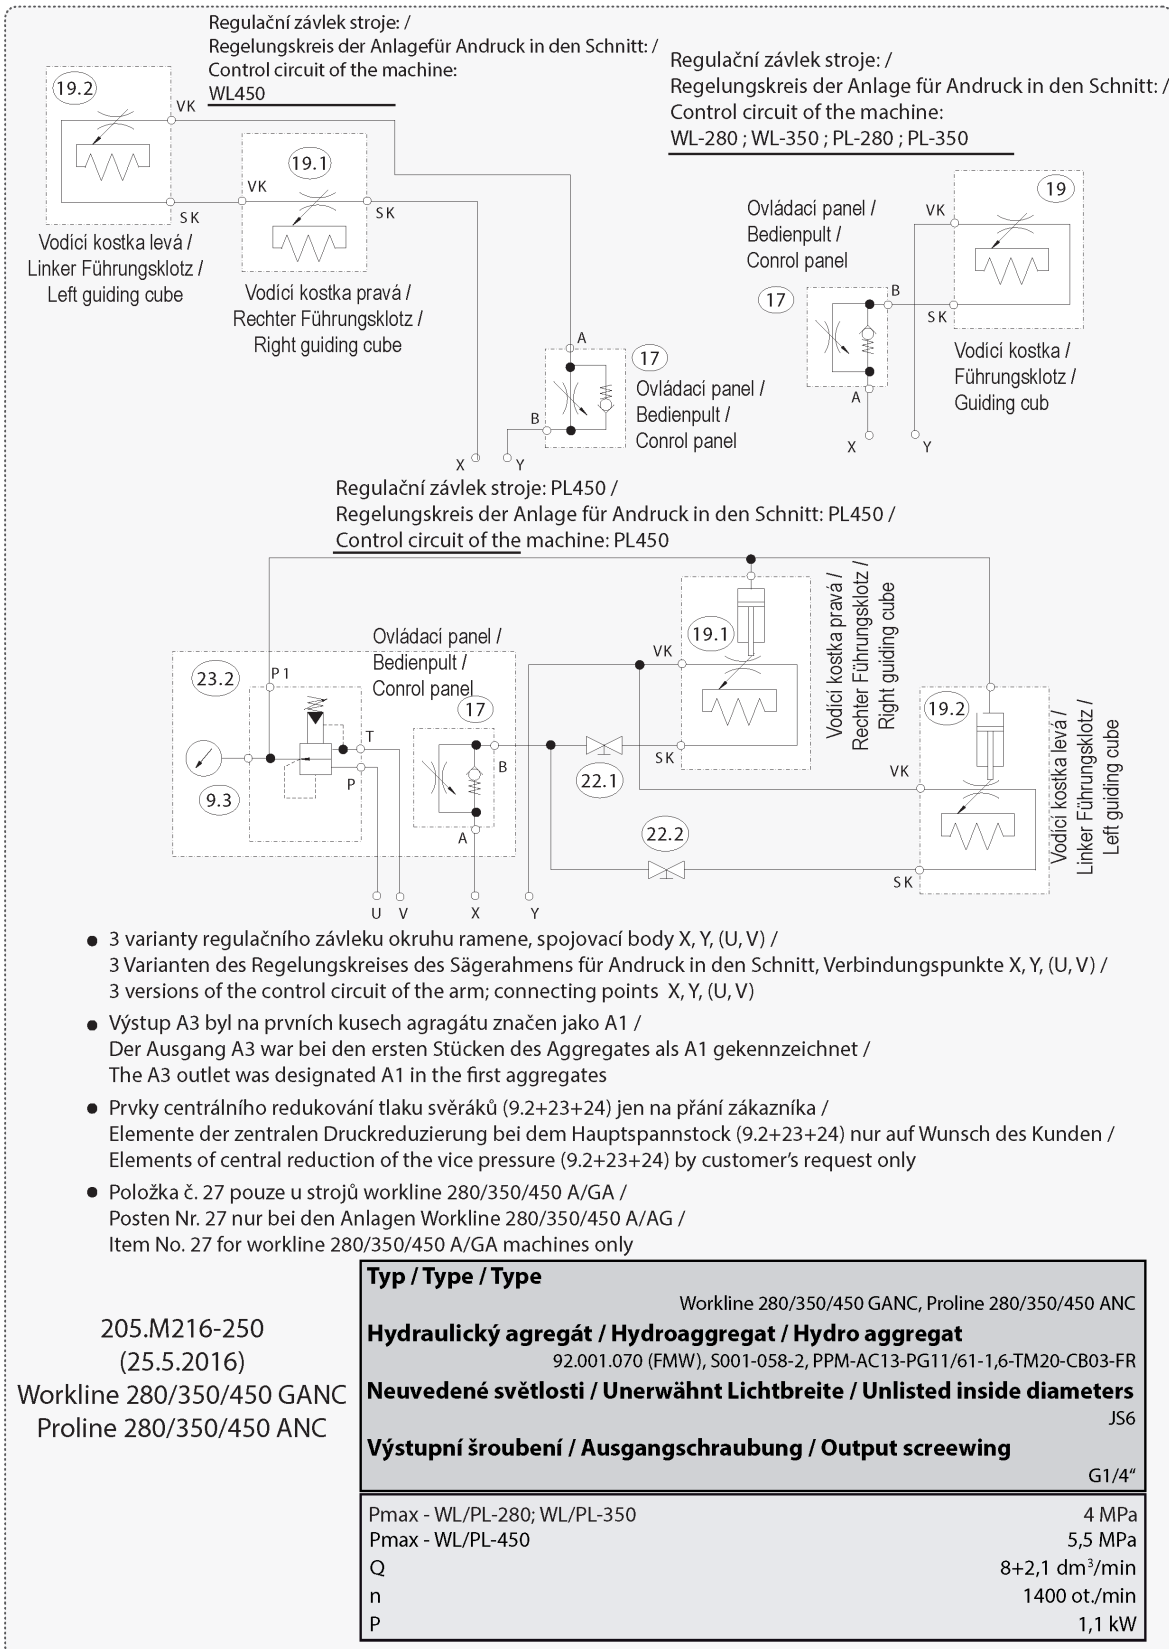 Regulační závlek stroje: /
Regelungskreis der Anlagefür Andruck in den Schnitt: /
Control circuit of the machine:
WL450
19.2
VK
SK
Vodící kostka levá /
Linker Führungsklotz /
Left guiding cube
19.1
VK
SK
Vodící kostka pravá /
Rechter Führungsklotz /
Right guiding cube
A
17
B
Ovládací panel /
Bedienpult /
Conrol panel
X
Y
Regulační závlek stroje: /
Regelungskreis der Anlage für Andruck in den Schnitt: /
Control circuit of the machine:
WL-280 ; WL-350 ; PL-280 ; PL-350
19
VK
SK
Ovládací panel /
Bedienpult /
Conrol panel
17
B
A
Vodící kostka /
Führungsklotz /
Guiding cub
X
Y
Regulační závlek stroje: PL450 /
Regelungskreis der Anlage für Andruck in den Schnitt: PL450 /
Control circuit of the machine: PL450
Ovládací panel /
Bedienpult /
Conrol panel
23.2
P1
T
P
9.3
17
B
A
U
V
X
Y
22.1
22.2
19.1
VK
SK
Vodící kostka pravá /
Rechter Führungsklotz /
Right guiding cube
19.2
VK
SK
Vodící kostka levá /
Linker Führungsklotz /
Left guiding cube
● 3 varianty regulačního závleku okruhu ramene, spojovací body X, Y, (U, V) /
3 Varianten des Regelungskreises des Sägerahmens für Andruck in den Schnitt, Verbindungspunkte X, Y, (U, V) /
3 versions of the control circuit of the arm; connecting points X, Y, (U, V)
● Výstup A3 byl na prvních kusech agragátu značen jako A1 /
Der Ausgang A3 war bei den ersten Stücken des Aggregates als A1 gekennzeichnet /
The A3 outlet was designated A1 in the first aggregates
● Prvky centrálního redukování tlaku svěráků (9.2+23+24) jen na přání zákazníka /
Elemente der zentralen Druckreduzierung bei dem Hauptspannstock (9.2+23+24) nur auf Wunsch des Kunden /
Elements of central reduction of the vice pressure (9.2+23+24) by customer's request only
● Položka č. 27 pouze u strojů workline 280/350/450 A/GA /
Posten Nr. 27 nur bei den Anlagen Workline 280/350/450 A/AG /
Item No. 27 for workline 280/350/450 A/GA machines only
205.M216-250
(25.5.2016)
Workline 280/350/450 GANC
Proline 280/350/450 ANC
Typ / Type / Type
Workline 280/350/450 GANC, Proline 280/350/450 ANC
Hydraulický agregát / Hydroaggregat / Hydro aggregat
92.001.070 (FMW), S001-058-2, PPM-AC13-PG11/61-1,6-TM20-CB03-FR
Neuvedené světlosti / Unerwähnt Lichtbreite / Unlisted inside diameters
JS6
Výstupní šroubení / Ausgangschraubung / Output screewing
G1/4“
Pmax - WL/PL-280; WL/PL-350 4 MPa
Pmax - WL/PL-450 5,5 MPa
Q 8+2,1 dm³/min
n 1400 ot./min
P 1,1 kW